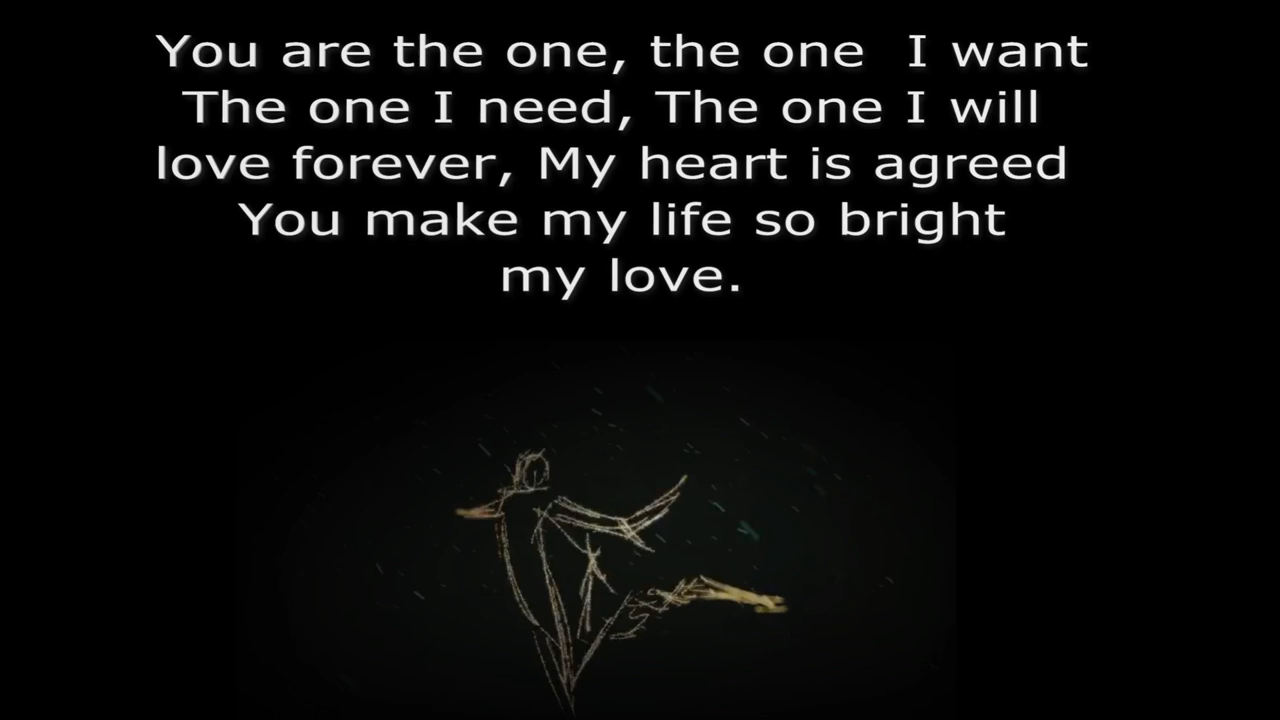 You are the one, the one  I want
The one I need, The one I will
love forever, My heart is agreed
You make my life so bright
my love.